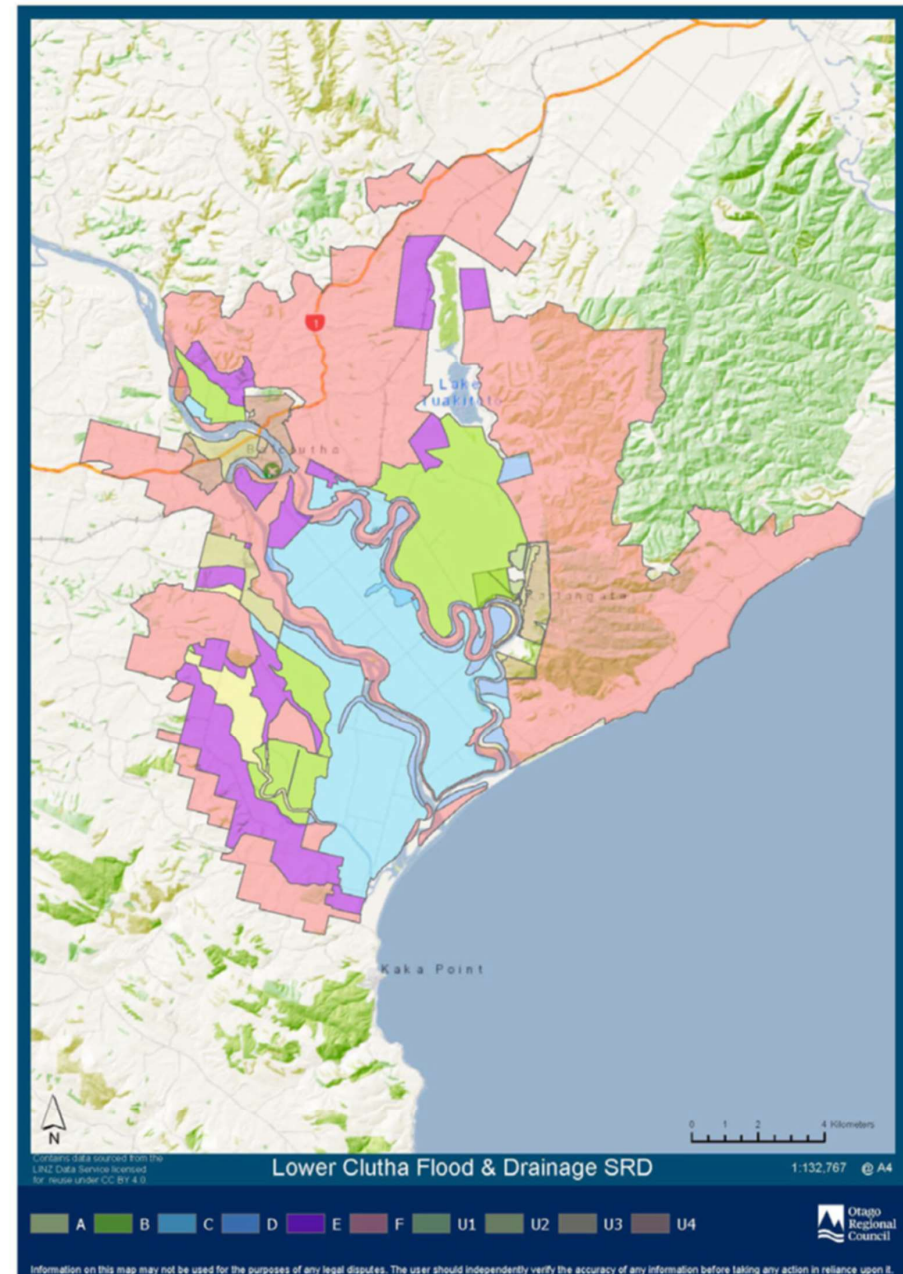 1
Lake
Tuakitoto
Balclutha
Kaka Point
N
0 1 2 4 Kilometers
Contains data sourced from the
LINZ Data Service licensed
for reuse under CC BY 4.0
Lower Clutha Flood & Drainage SRD
1:132,767 @ A4
A B C D E F U1 U2 U3 U4
Otago
Regional
Council
Information on this map may not be used for the purposes of any legal disputes. The user should independently verify the accuracy of any information before taking any action in reliance upon it.